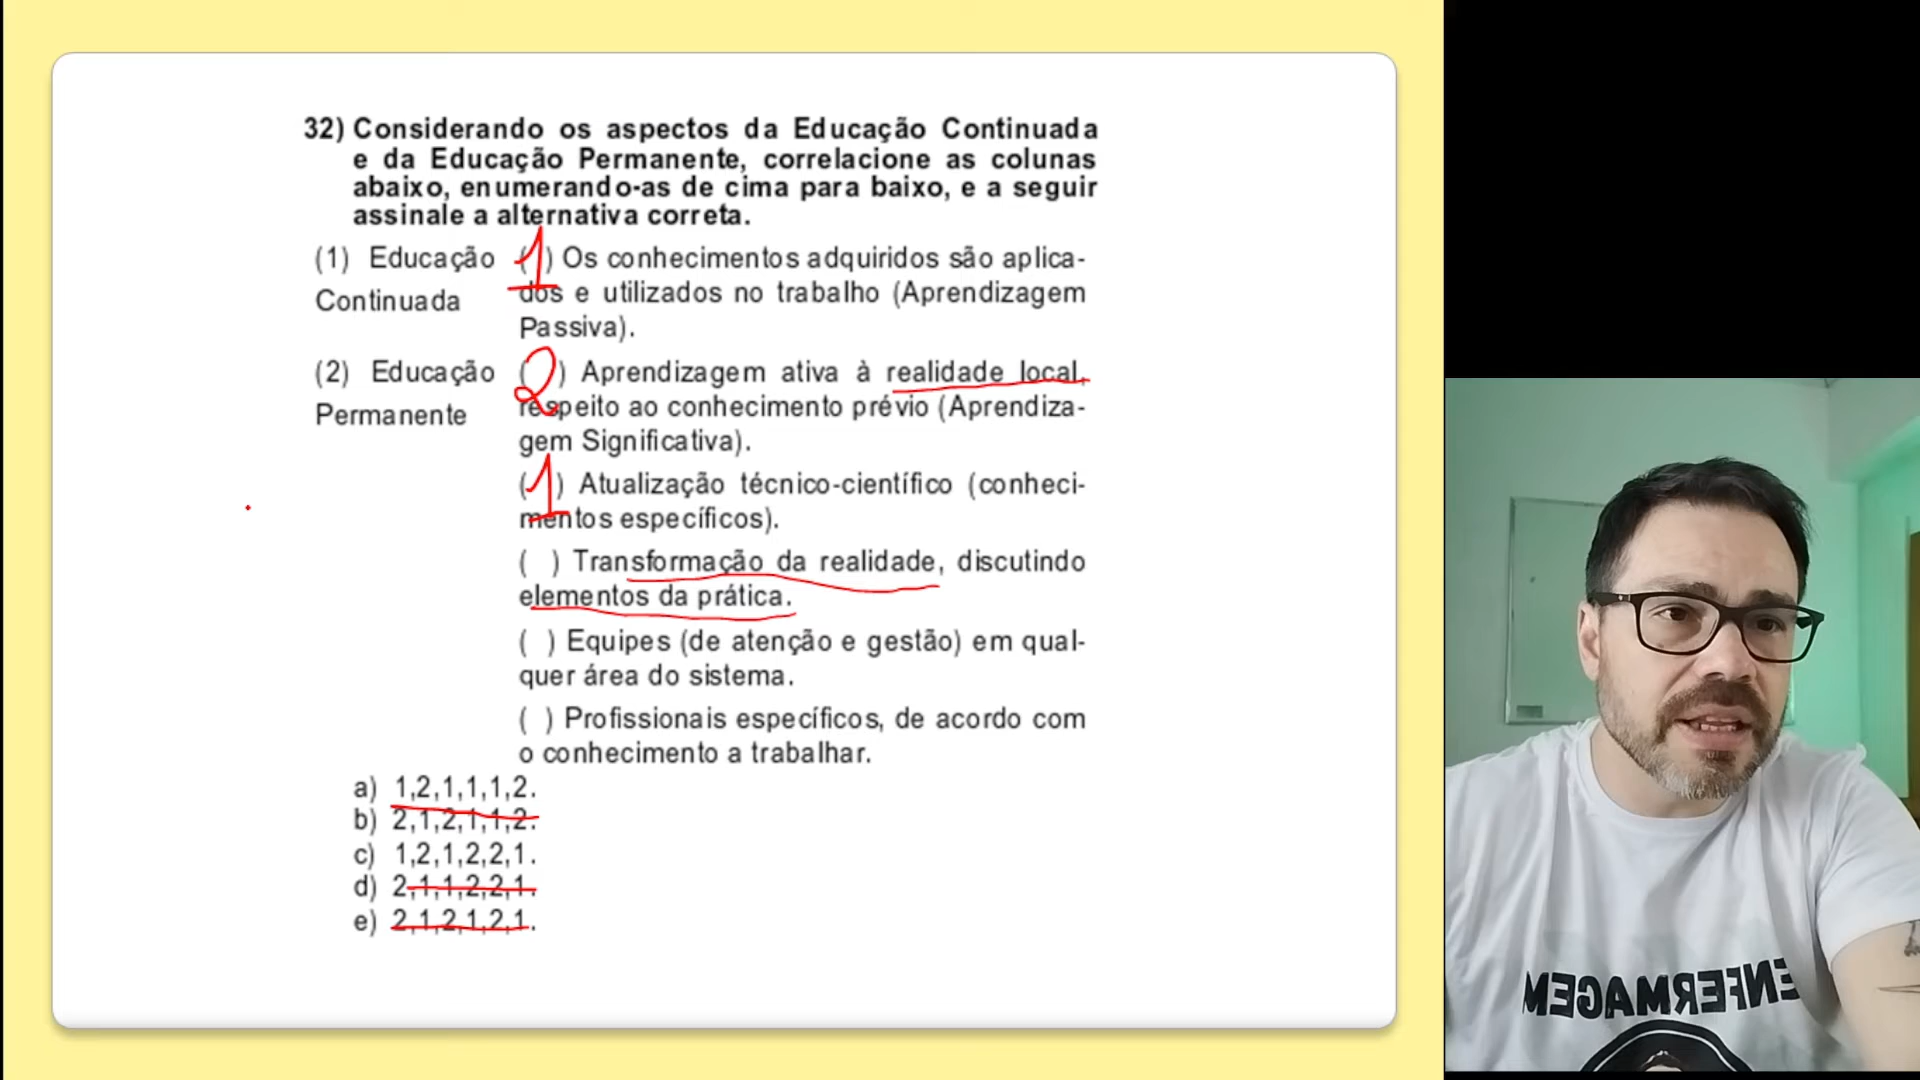 32) Considerando os aspectos da Educação Continuada
e da Educação Permanente, correlacione as colunas
abaixo, enumerando-as de cima para baixo, e a seguir
assinale a alternativa correta.
(1) Educação
Continuada
(1) Os conhecimentos adquiridos são aplica-
dos e utilizados no trabalho (Aprendizagem
Passiva).
(2) Educação
Permanente
(2) Aprendizagem ativa à realidade local,
respeito ao conhecimento prévio (Aprendiza-
gem Significativa).
(1) Atualização técnico-científico (conheci-
mentos específicos).
( ) Transformação da realidade, discutindo
elementos da prática.
( ) Equipes (de atenção e gestão) em qual-
quer área do sistema.
( ) Profissionais específicos, de acordo com
o conhecimento a trabalhar.
a) 1,2,1,1,1,2.
b) 2,1,2,1,1,2.
c) 1,2,1,2,2,1.
d) 2,1,1,2,2,1.
e) 2,1,2,1,2,1.
ENFERMAGEM